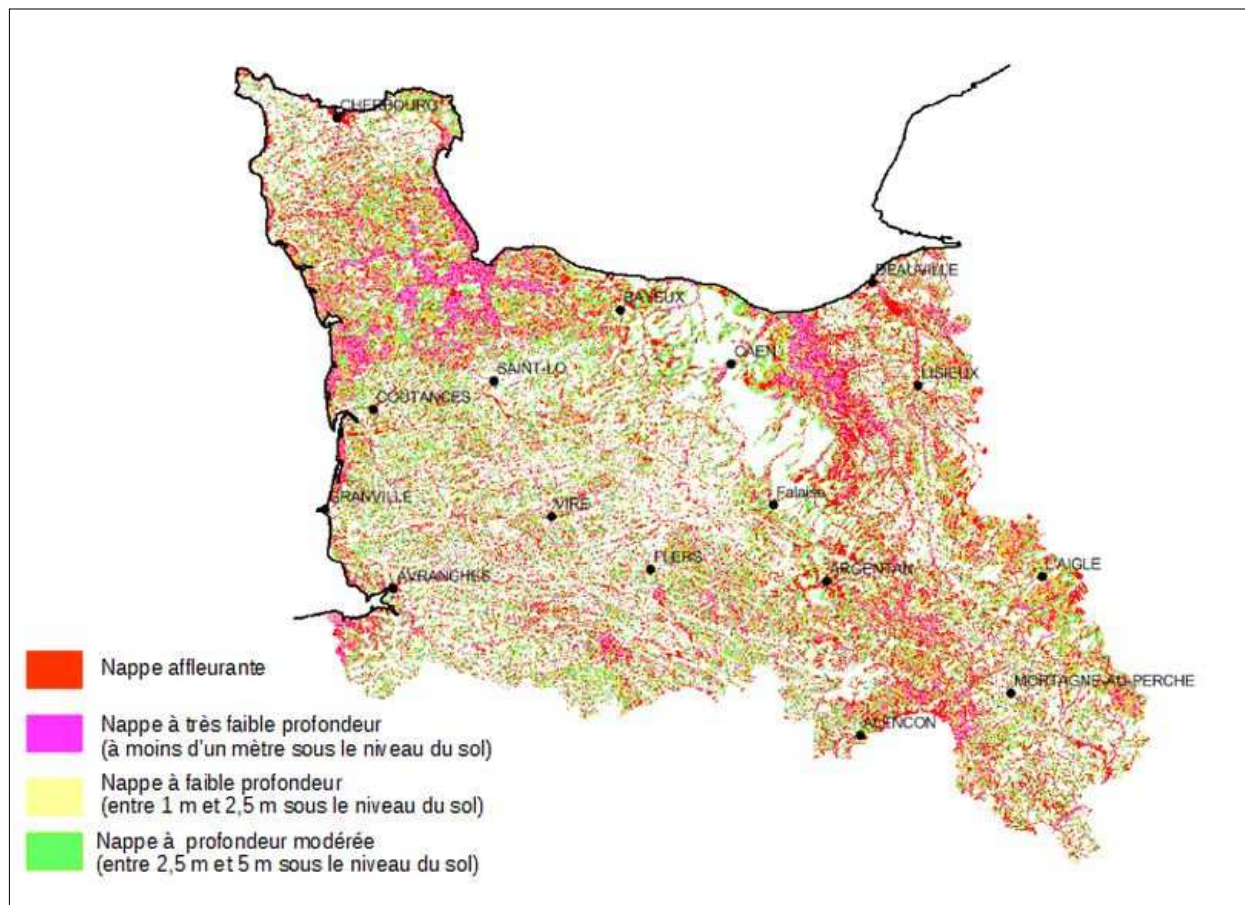 CHERBOURG
DEAUVILLE
BAYEUX
CAEN
SAINT-LO
LISIEUX
COUTANCES
GRANVILLE
VIRE
Falaise
FLERS
ARGENTAN
L'AIGLE
AVRANCHES
MORTAGNE-AU-PERCHE
ALENCON
Nappe affleurante
Nappe à très faible profondeur
(à moins d'un mètre sous le niveau du sol)
Nappe à faible profondeur
(entre 1 m et 2,5 m sous le niveau du sol)
Nappe à profondeur modérée
(entre 2,5 m et 5 m sous le niveau du sol)